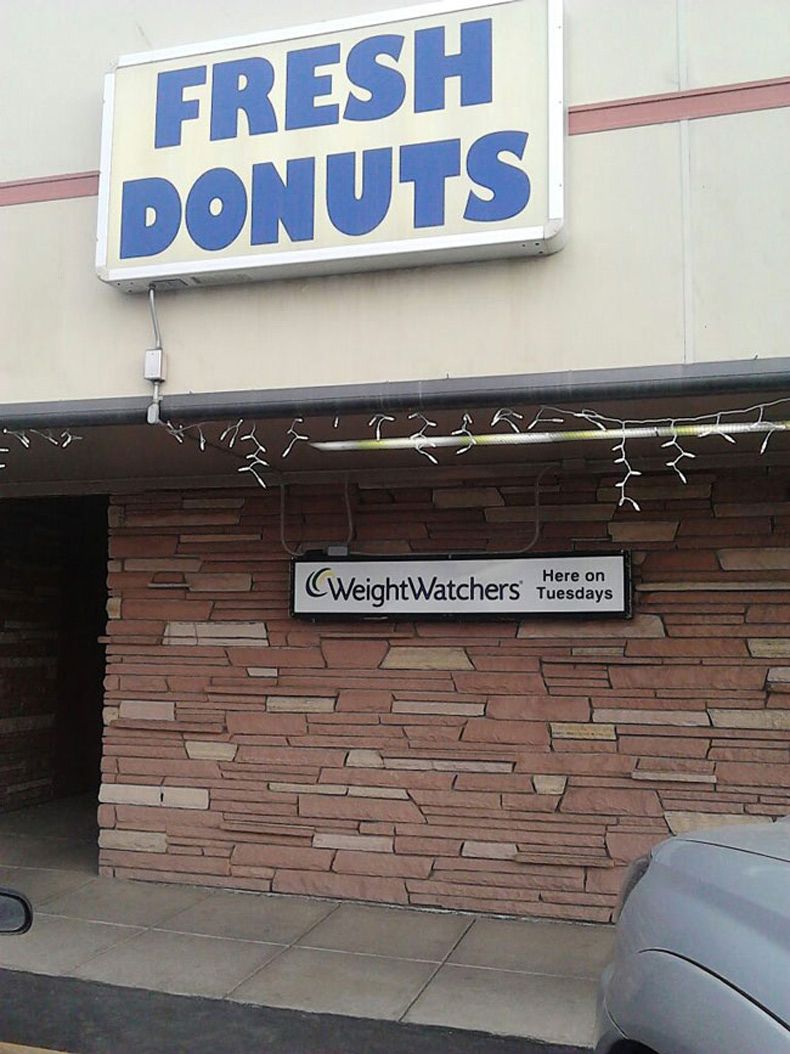 FRESH
DONUTS
WeightWatchers® Here on
Tuesdays